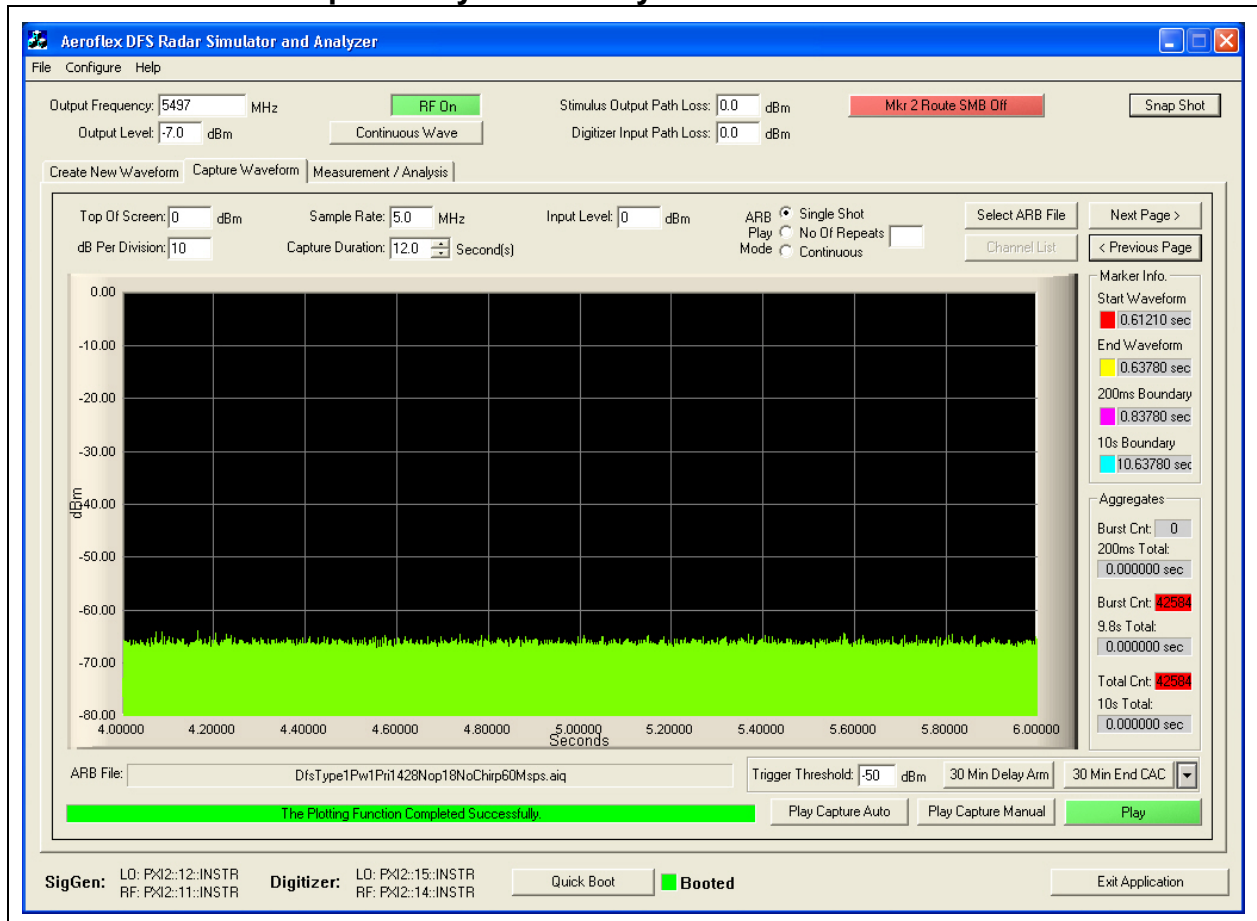 Aeroflex DFS Radar Simulator and Analyzer
File Configure Help
Output Frequency: 5497 MHz
RF On
Stimulus Output Path Loss: 0.0 dBm
Mkr 2 Route SMB Off
Snap Shot
Output Level: -7.0 dBm
Continuous Wave
Digitizer Input Path Loss: 0.0 dBm
Create New Waveform Capture Waveform Measurement / Analysis
Top Of Screen: 0 dBm
Sample Rate: 5.0 MHz
Input Level: 0 dBm
ARB Play Mode
Single Shot
No Of Repeats
Continuous
Select ARB File
Next Page >
dB Per Division: 10
Capture Duration: 12.0 Second(s)
Channel List
< Previous Page
0.00
-10.00
-20.00
-30.00
-40.00
-50.00
-60.00
-70.00
-80.00
dBm
4.00000 4.20000 4.40000 4.60000 4.80000 5.00000 5.20000 5.40000 5.60000 5.80000 6.00000
Seconds
Marker Info.
Start Waveform
0.61210 sec
End Waveform
0.63780 sec
200ms Boundary
0.83780 sec
10s Boundary
10.63780 sec
Aggregates
Burst Cnt: 0
200ms Total:
0.000000 sec
Burst Cnt: 42584
9.8s Total:
0.000000 sec
Total Cnt: 42584
10s Total:
0.000000 sec
ARB File: DfsType1Pw1Pri1428Nop18NoChirp60Msps.aiq
Trigger Threshold: -50 dBm
30 Min Delay Arm
30 Min End CAC
The Plotting Function Completed Successfully.
Play Capture Auto
Play Capture Manual
Play
SigGen: LO: PXI2::12::INSTR
RF: PXI2::11::INSTR
Digitizer: LO: PXI2::15::INSTR
RF: PXI2::14::INSTR
Quick Boot
Booted
Exit Application